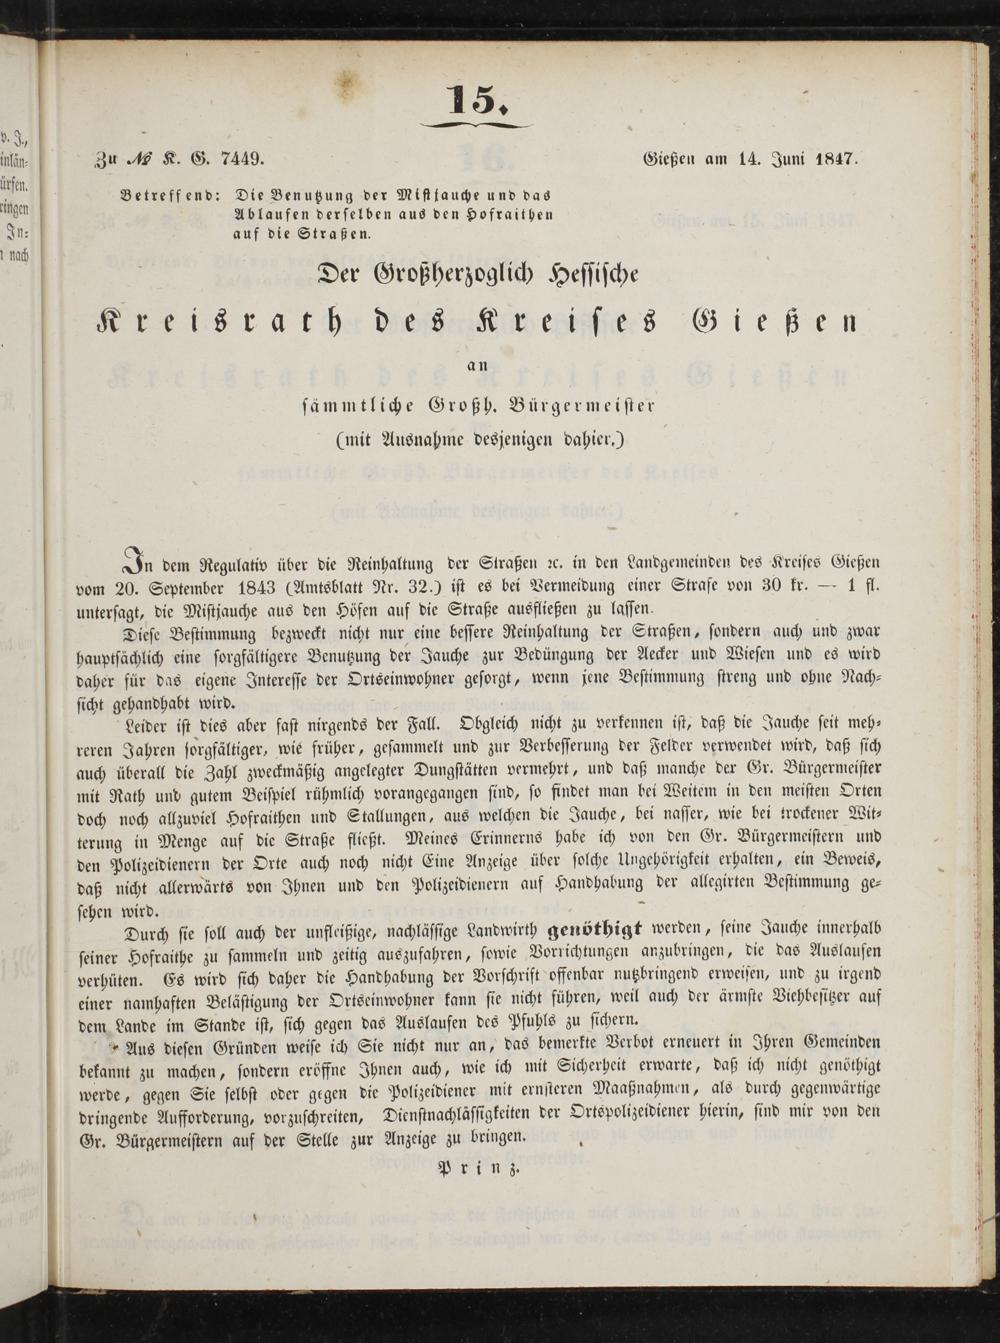 15.
Zu № K. G. 7449. Gießen am 14. Juni 1847.
Betreffend: Die Benutzung der Mistjauche und das
Ablaufen derselben aus den Hofraithen
auf die Straßen.
Der Großherzoglich Hessische
Kreisrath des Kreises Gießen
an
sämmtliche Großh. Bürgermeister
(mit Ausnahme desjenigen dahier.)
In dem Regulativ über die Reinhaltung der Straßen ꝛc. in den Landgemeinden des Kreises Gießen
vom 20. September 1843 (Amtsblatt Nr. 32.) ist es bei Vermeidung einer Strafe von 30 kr. — 1 fl.
untersagt, die Mistjauche aus den Höfen auf die Straße ausfließen zu lassen.
Diese Bestimmung bezweckt nicht nur eine bessere Reinhaltung der Straßen, sondern auch und zwar
hauptsächlich eine sorgfältigere Benutzung der Jauche zur Bedüngung der Aecker und Wiesen und es wird
daher für das eigene Interesse der Ortseinwohner gesorgt, wenn jene Bestimmung streng und ohne Nach-
sicht gehandhabt wird.
Leider ist dies aber fast nirgends der Fall. Obgleich nicht zu verkennen ist, daß die Jauche seit meh-
reren Jahren sorgfältiger, wie früher, gesammelt und zur Verbesserung der Felder verwendet wird, daß sich
auch überall die Zahl zweckmäßig angelegter Dungstätten vermehrt, und daß manche der Gr. Bürgermeister
mit Rath und gutem Beispiel rühmlich vorangegangen sind, so findet man bei Weitem in den meisten Orten
doch noch allzuviel Hofraithen und Stallungen, aus welchen die Jauche, bei nasser, wie bei trockener Wit-
terung in Menge auf die Straße fließt. Meines Erinnerns habe ich von den Gr. Bürgermeistern und
den Polizeidienern der Orte auch noch nicht Eine Anzeige über solche Ungehörigkeit erhalten, ein Beweis,
daß nicht allerwärts von Ihnen und den Polizeidienern auf Handhabung der allegirten Bestimmung ge-
sehen wird.
Durch sie soll auch der unfleißige, nachlässige Landwirth genöthigt werden, seine Jauche innerhalb
seiner Hofraithe zu sammeln und zeitig auszufahren, sowie Vorrichtungen anzubringen, die das Auslaufen
verhüten. Es wird sich daher die Handhabung der Vorschrift offenbar nutzbringend erweisen, und zu irgend
einer namhaften Belästigung der Ortseinwohner kann sie nicht führen, weil auch der ärmste Viehbesitzer auf
dem Lande im Stande ist, sich gegen das Auslaufen des Pfuhls zu sichern.
Aus diesen Gründen weise ich Sie nicht nur an, das bemerkte Verbot erneuert in Ihren Gemeinden
bekannt zu machen, sondern eröffne Ihnen auch, wie ich mit Sicherheit erwarte, daß ich nicht genöthigt
werde, gegen Sie selbst oder gegen die Polizeidiener mit ernsteren Maaßnahmen, als durch gegenwärtige
dringende Aufforderung, vorzuschreiten, Dienstnachlässigkeiten der Ortspolizeidiener hierin, sind mir von den
Gr. Bürgermeistern auf der Stelle zur Anzeige zu bringen.
Prinz.